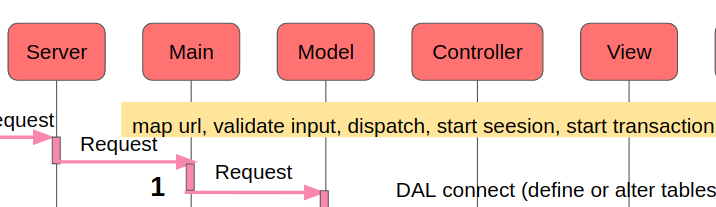 Server
Main
Model
Controller
View
equest
map url, validate input, dispatch, start seesion, start transaction
Request
Request
1
DAL connect (define or alter tables